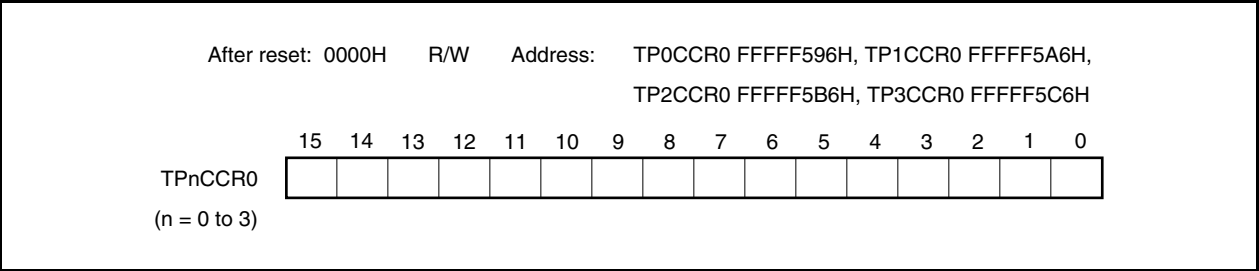 After reset: 0000H R/W Address: TP0CCR0 FFFFF596H, TP1CCR0 FFFFF5A6H,
TP2CCR0 FFFFF5B6H, TP3CCR0 FFFFF5C6H
15 14 13 12 11 10 9 8 7 6 5 4 3 2 1 0
TPnCCR0
(n = 0 to 3)